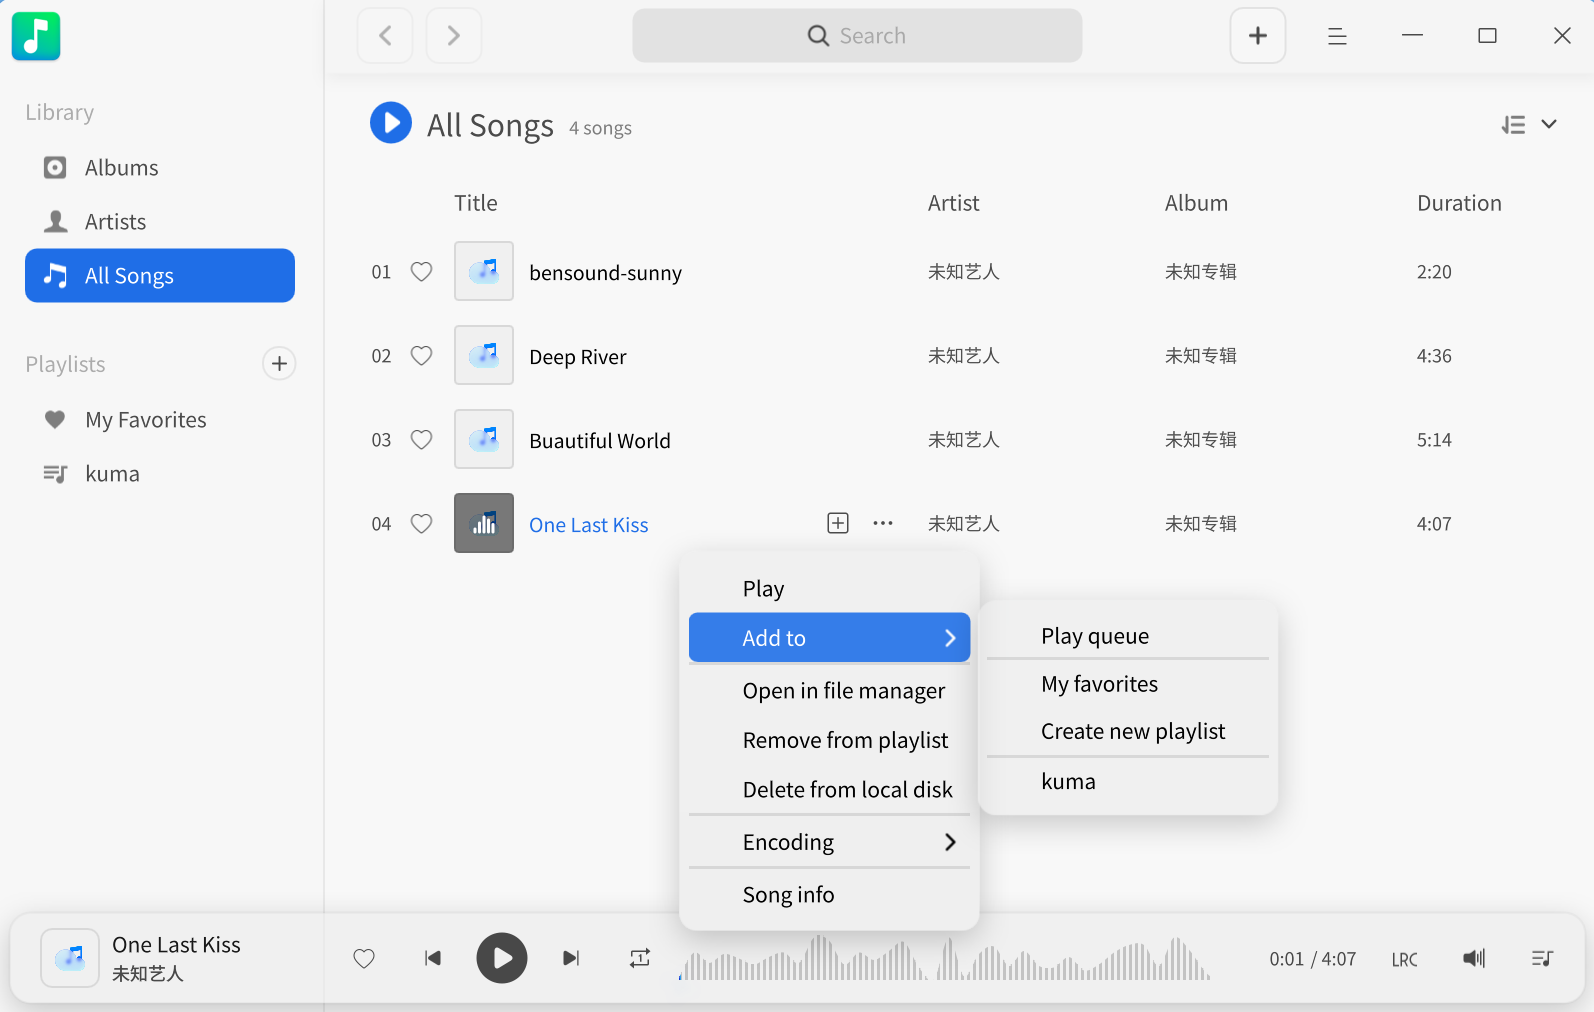 Search
Library
Albums
Artists
All Songs
Playlists
My Favorites
kuma
All Songs 4 songs
Title Artist Album Duration
01 bensound-sunny 未知艺人 未知专辑 2:20
02 Deep River 未知艺人 未知专辑 4:36
03 Buautiful World 未知艺人 未知专辑 5:14
04 One Last Kiss 未知艺人 未知专辑 4:07
Play
Add to
Open in file manager
Remove from playlist
Delete from local disk
Encoding
Song info
Play queue
My favorites
Create new playlist
kuma
One Last Kiss
未知艺人
1
0:01 / 4:07 LRC